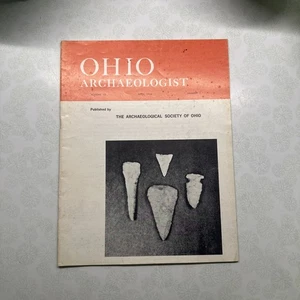 OHIO
ARCHAEOLOGIST
Published by
THE ARCHAEOLOGICAL SOCIETY OF OHIO